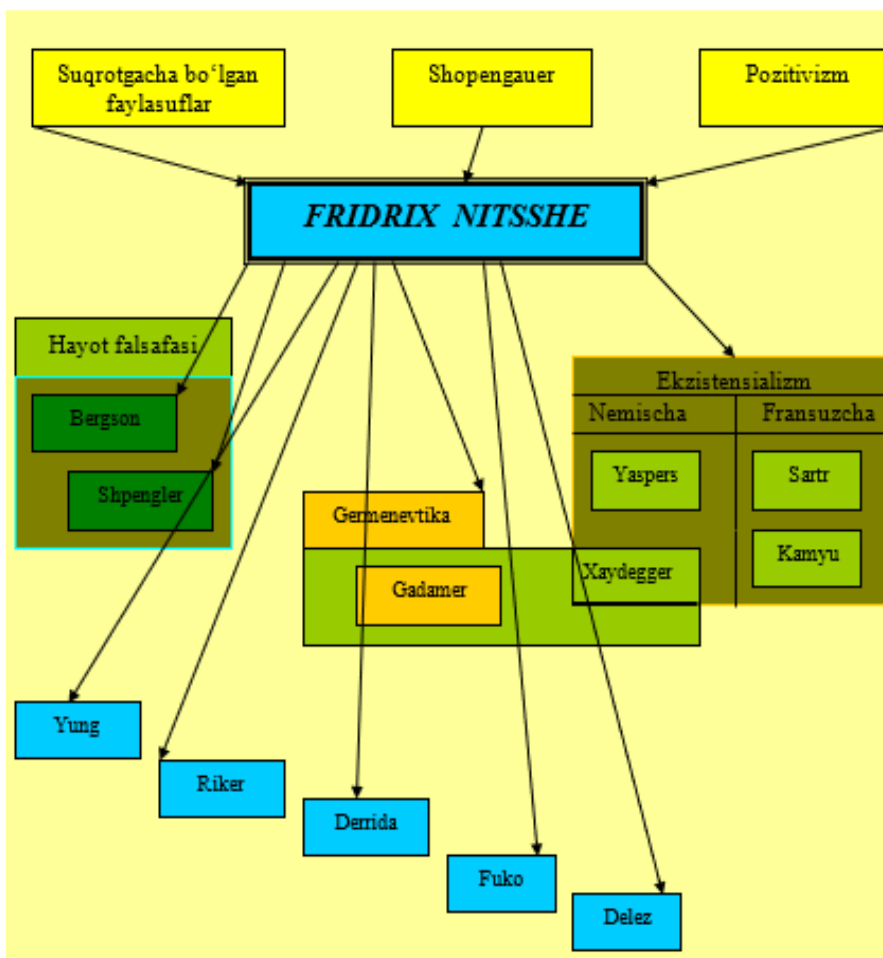 Suqrotgacha bo‘lgan
faylasuflar
Shopengauer
Pozitivizm
FRIDRIX NITSSHE
Hayot falsafasi
Bergson
Shpengler
Ekzistensializm
Nemischa
Fransuzcha
Yaspers
Sartr
Germenevtika
Gadamer
Xaydegger
Kamyu
Yung
Riker
Derrida
Fuko
Delez